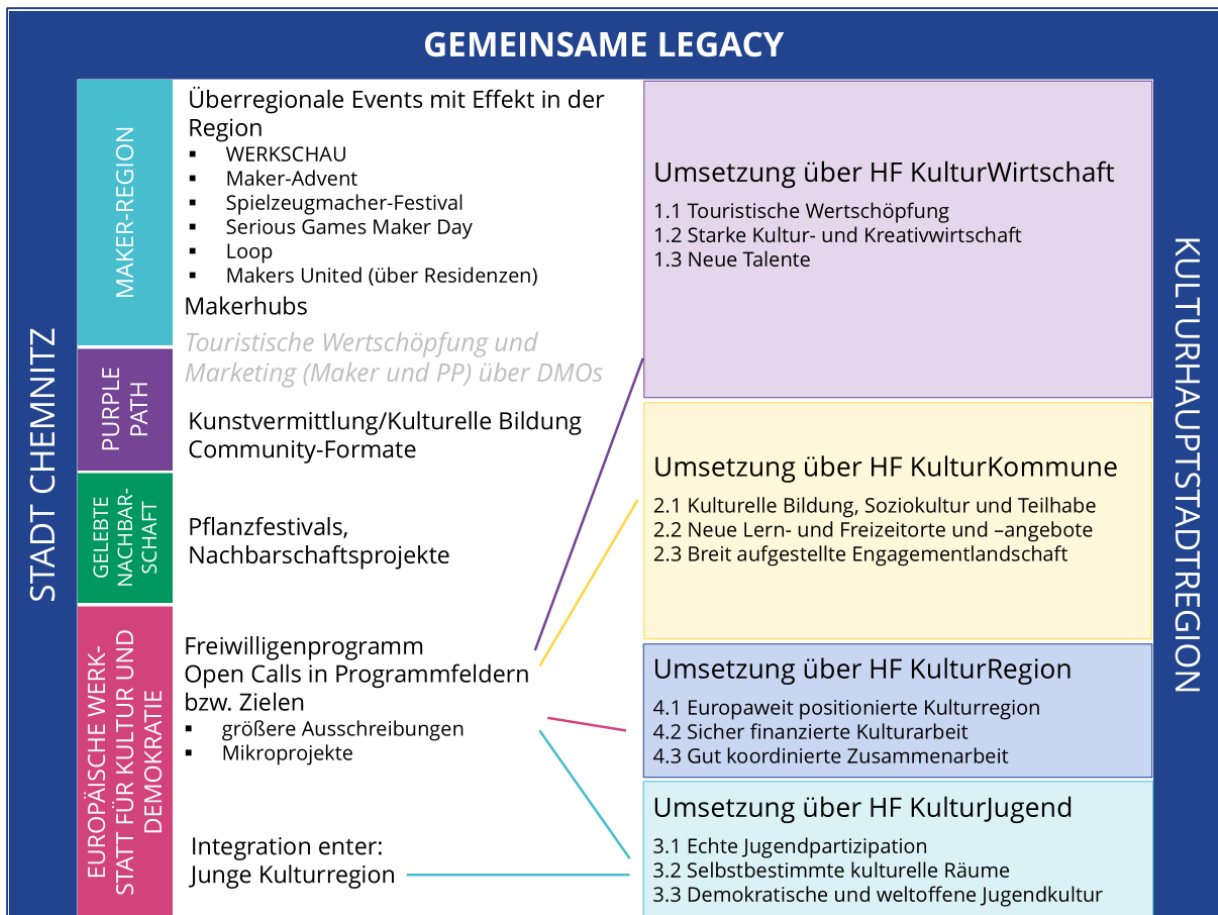 GEMEINSAME LEGACY
STADT CHEMNITZ
MAKER-REGION
Überregionale Events mit Effekt in der
Region
▪ WERKSCHAU
▪ Maker-Advent
▪ Spielzeugmacher-Festival
▪ Serious Games Maker Day
▪ Loop
▪ Makers United (über Residenzen)
Makerhubs
Touristische Wertschöpfung und
Marketing (Maker und PP) über DMOs
PURPLE
PATH
Kunstvermittlung/Kulturelle Bildung
Community-Formate
GELEBTE
NACHBAR-
SCHAFT
Pflanzfestivals,
Nachbarschaftsprojekte
EUROPÄISCHE WERK-
STATT FÜR KULTUR UND
DEMOKRATIE
Freiwilligenprogramm
Open Calls in Programmfeldern
bzw. Zielen
▪ größere Ausschreibungen
▪ Mikroprojekte
Integration enter:
Junge Kulturregion
Umsetzung über HF KulturWirtschaft
1.1 Touristische Wertschöpfung
1.2 Starke Kultur- und Kreativwirtschaft
1.3 Neue Talente
Umsetzung über HF KulturKommune
2.1 Kulturelle Bildung, Soziokultur und Teilhabe
2.2 Neue Lern- und Freizeitorte und –angebote
2.3 Breit aufgestellte Engagementlandschaft
Umsetzung über HF KulturRegion
4.1 Europaweit positionierte Kulturregion
4.2 Sicher finanzierte Kulturarbeit
4.3 Gut koordinierte Zusammenarbeit
Umsetzung über HF KulturJugend
3.1 Echte Jugendpartizipation
3.2 Selbstbestimmte kulturelle Räume
3.3 Demokratische und weltoffene Jugendkultur
KULTURHAUPTSTADTREGION